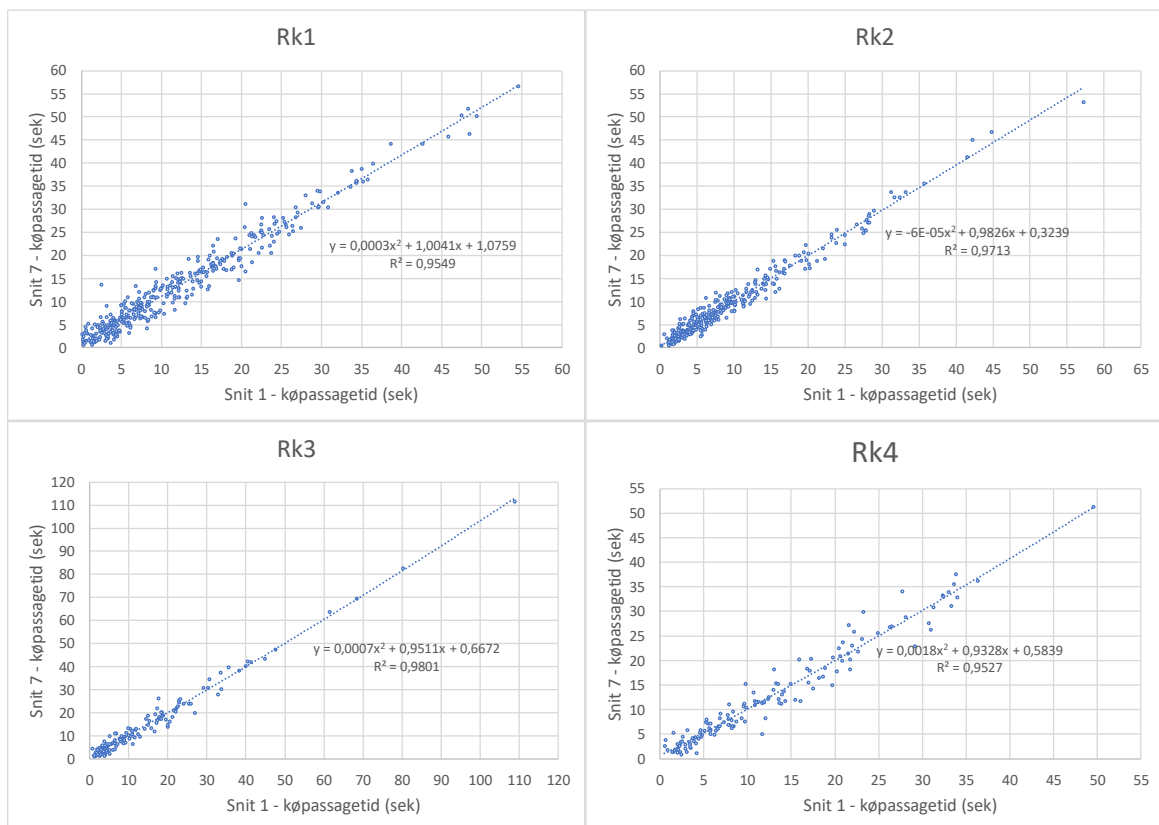 Rk1
60
55
50
45
40
35
30
25
20
15
10
5
0
Snit 7 - køpassagetid (sek)
y = 0,0003x² + 1,0041x + 1,0759
R² = 0,9549
0 5 10 15 20 25 30 35 40 45 50 55 60
Snit 1 - køpassagetid (sek)
Rk2
60
55
50
45
40
35
30
25
20
15
10
5
0
Snit 7 - køpassagetid (sek)
y = -6E-05x² + 0,9826x + 0,3239
R² = 0,9713
0 5 10 15 20 25 30 35 40 45 50 55 60 65
Snit 1 - køpassagetid (sek)
Rk3
120
110
100
90
80
70
60
50
40
30
20
10
0
Snit 7 - køpassagetid (sek)
y = 0,0007x² + 0,9511x + 0,6672
R² = 0,9801
0 10 20 30 40 50 60 70 80 90 100 110 120
Snit 1 - køpassagetid (sek)
Rk4
55
50
45
40
35
30
25
20
15
10
5
0
Snit 7 - køpassagetid (sek)
y = 0,0018x² + 0,9328x + 0,5839
R² = 0,9527
0 5 10 15 20 25 30 35 40 45 50 55
Snit 1 - køpassagetid (sek)